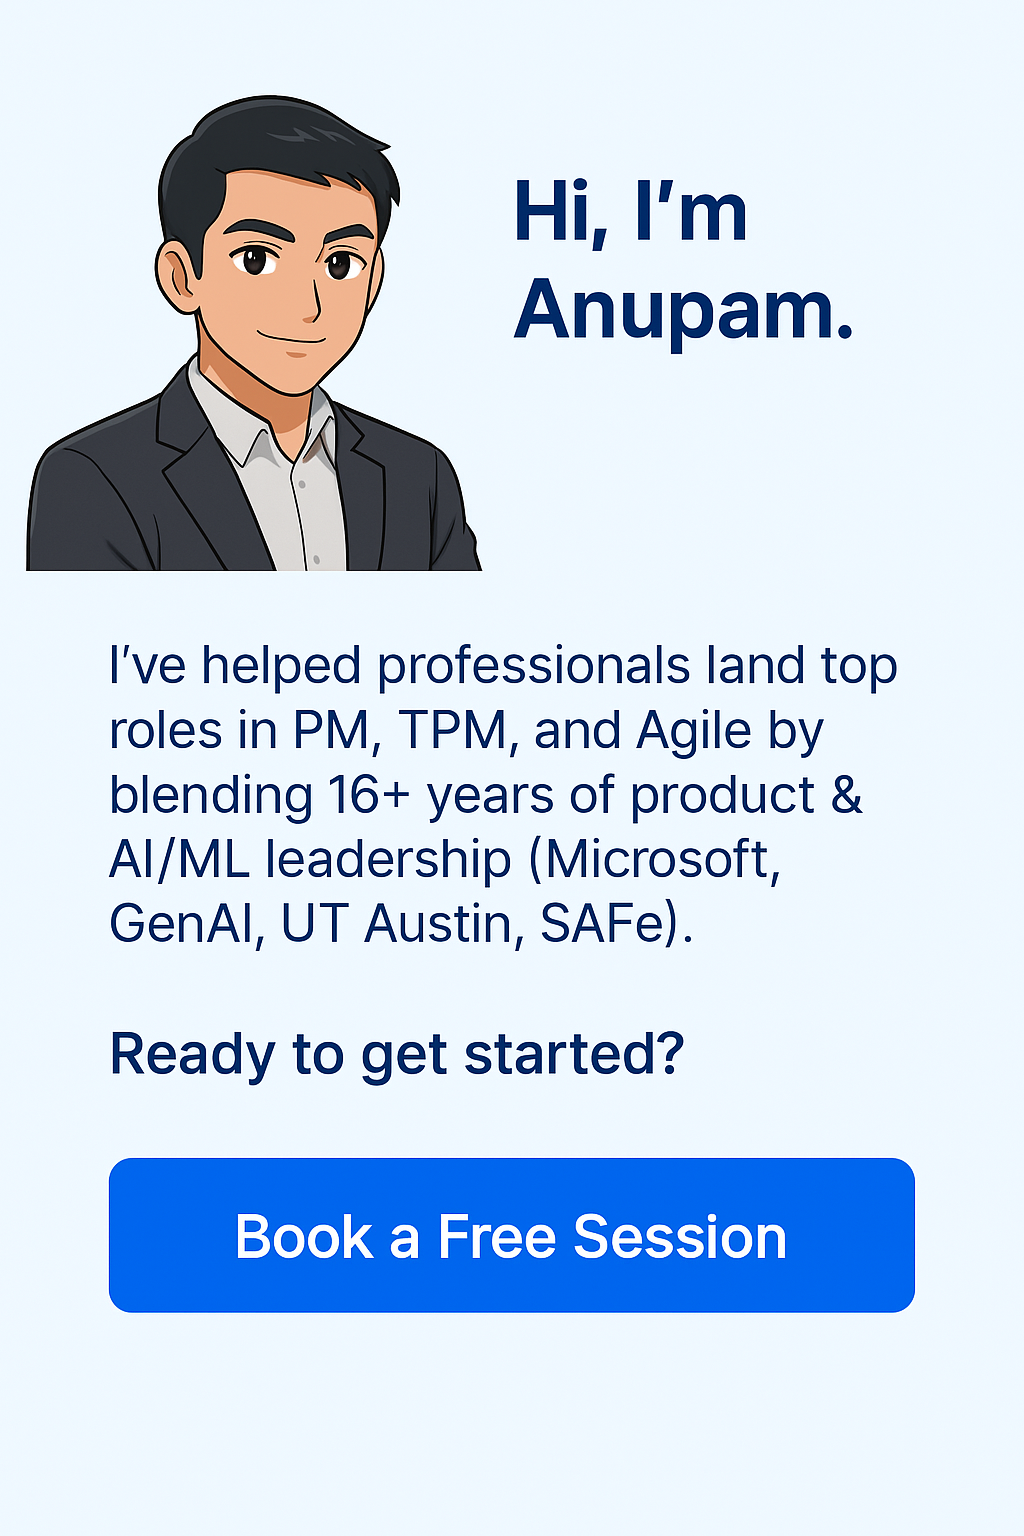 Hi, I’m
Anupam.
I’ve helped professionals land top
roles in PM, TPM, and Agile by
blending 16+ years of product &
AI/ML leadership (Microsoft,
GenAI, UT Austin, SAFe).
Ready to get started?
Book a Free Session